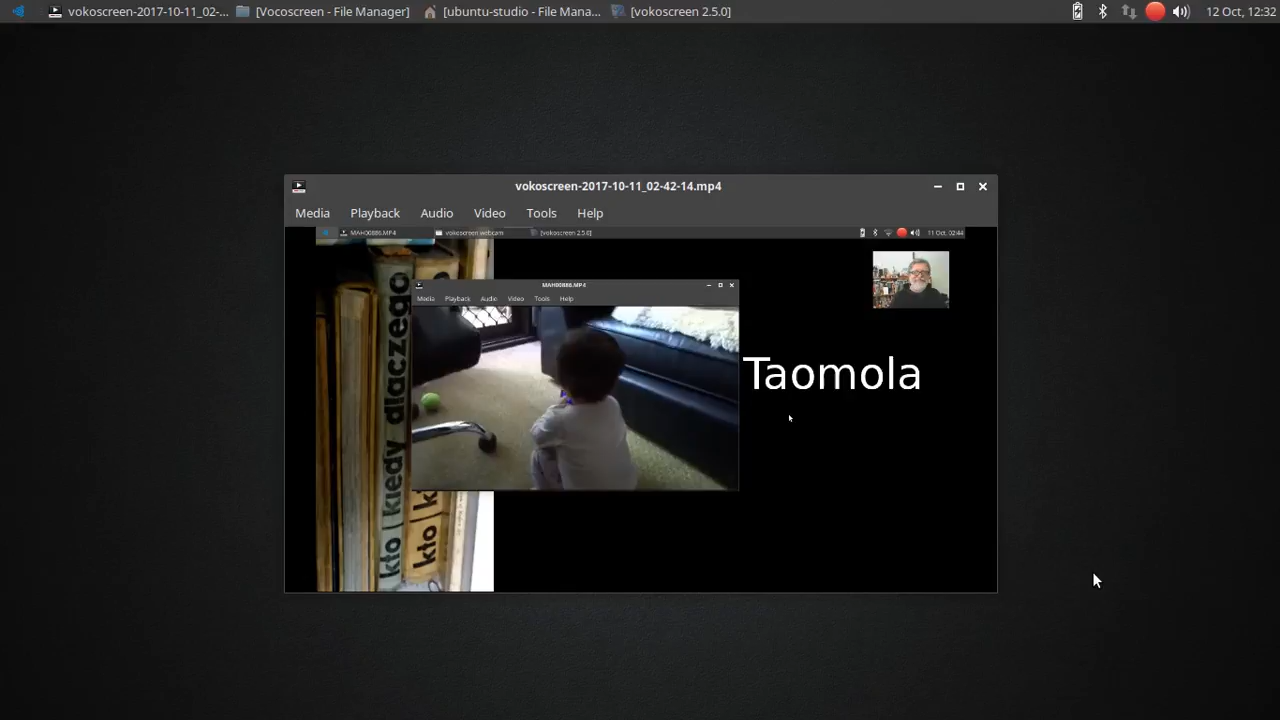 vokoscreen-2017-10-11_02-...
[Vocoscreen - File Manager]
[ubuntu-studio - File Mana...
[vokoscreen 2.5.0]
12 Oct, 12:32
vokoscreen-2017-10-11_02-42-14.mp4
Media Playback Audio Video Tools Help
MAH00886.MP4
vokoscreen webcam
[vokoscreen 2.5.0]
11 Oct, 02:44
MAH00886.MP4
Media Playback Audio Video Tools Help
kto | kiedy dlaczego
Taomola